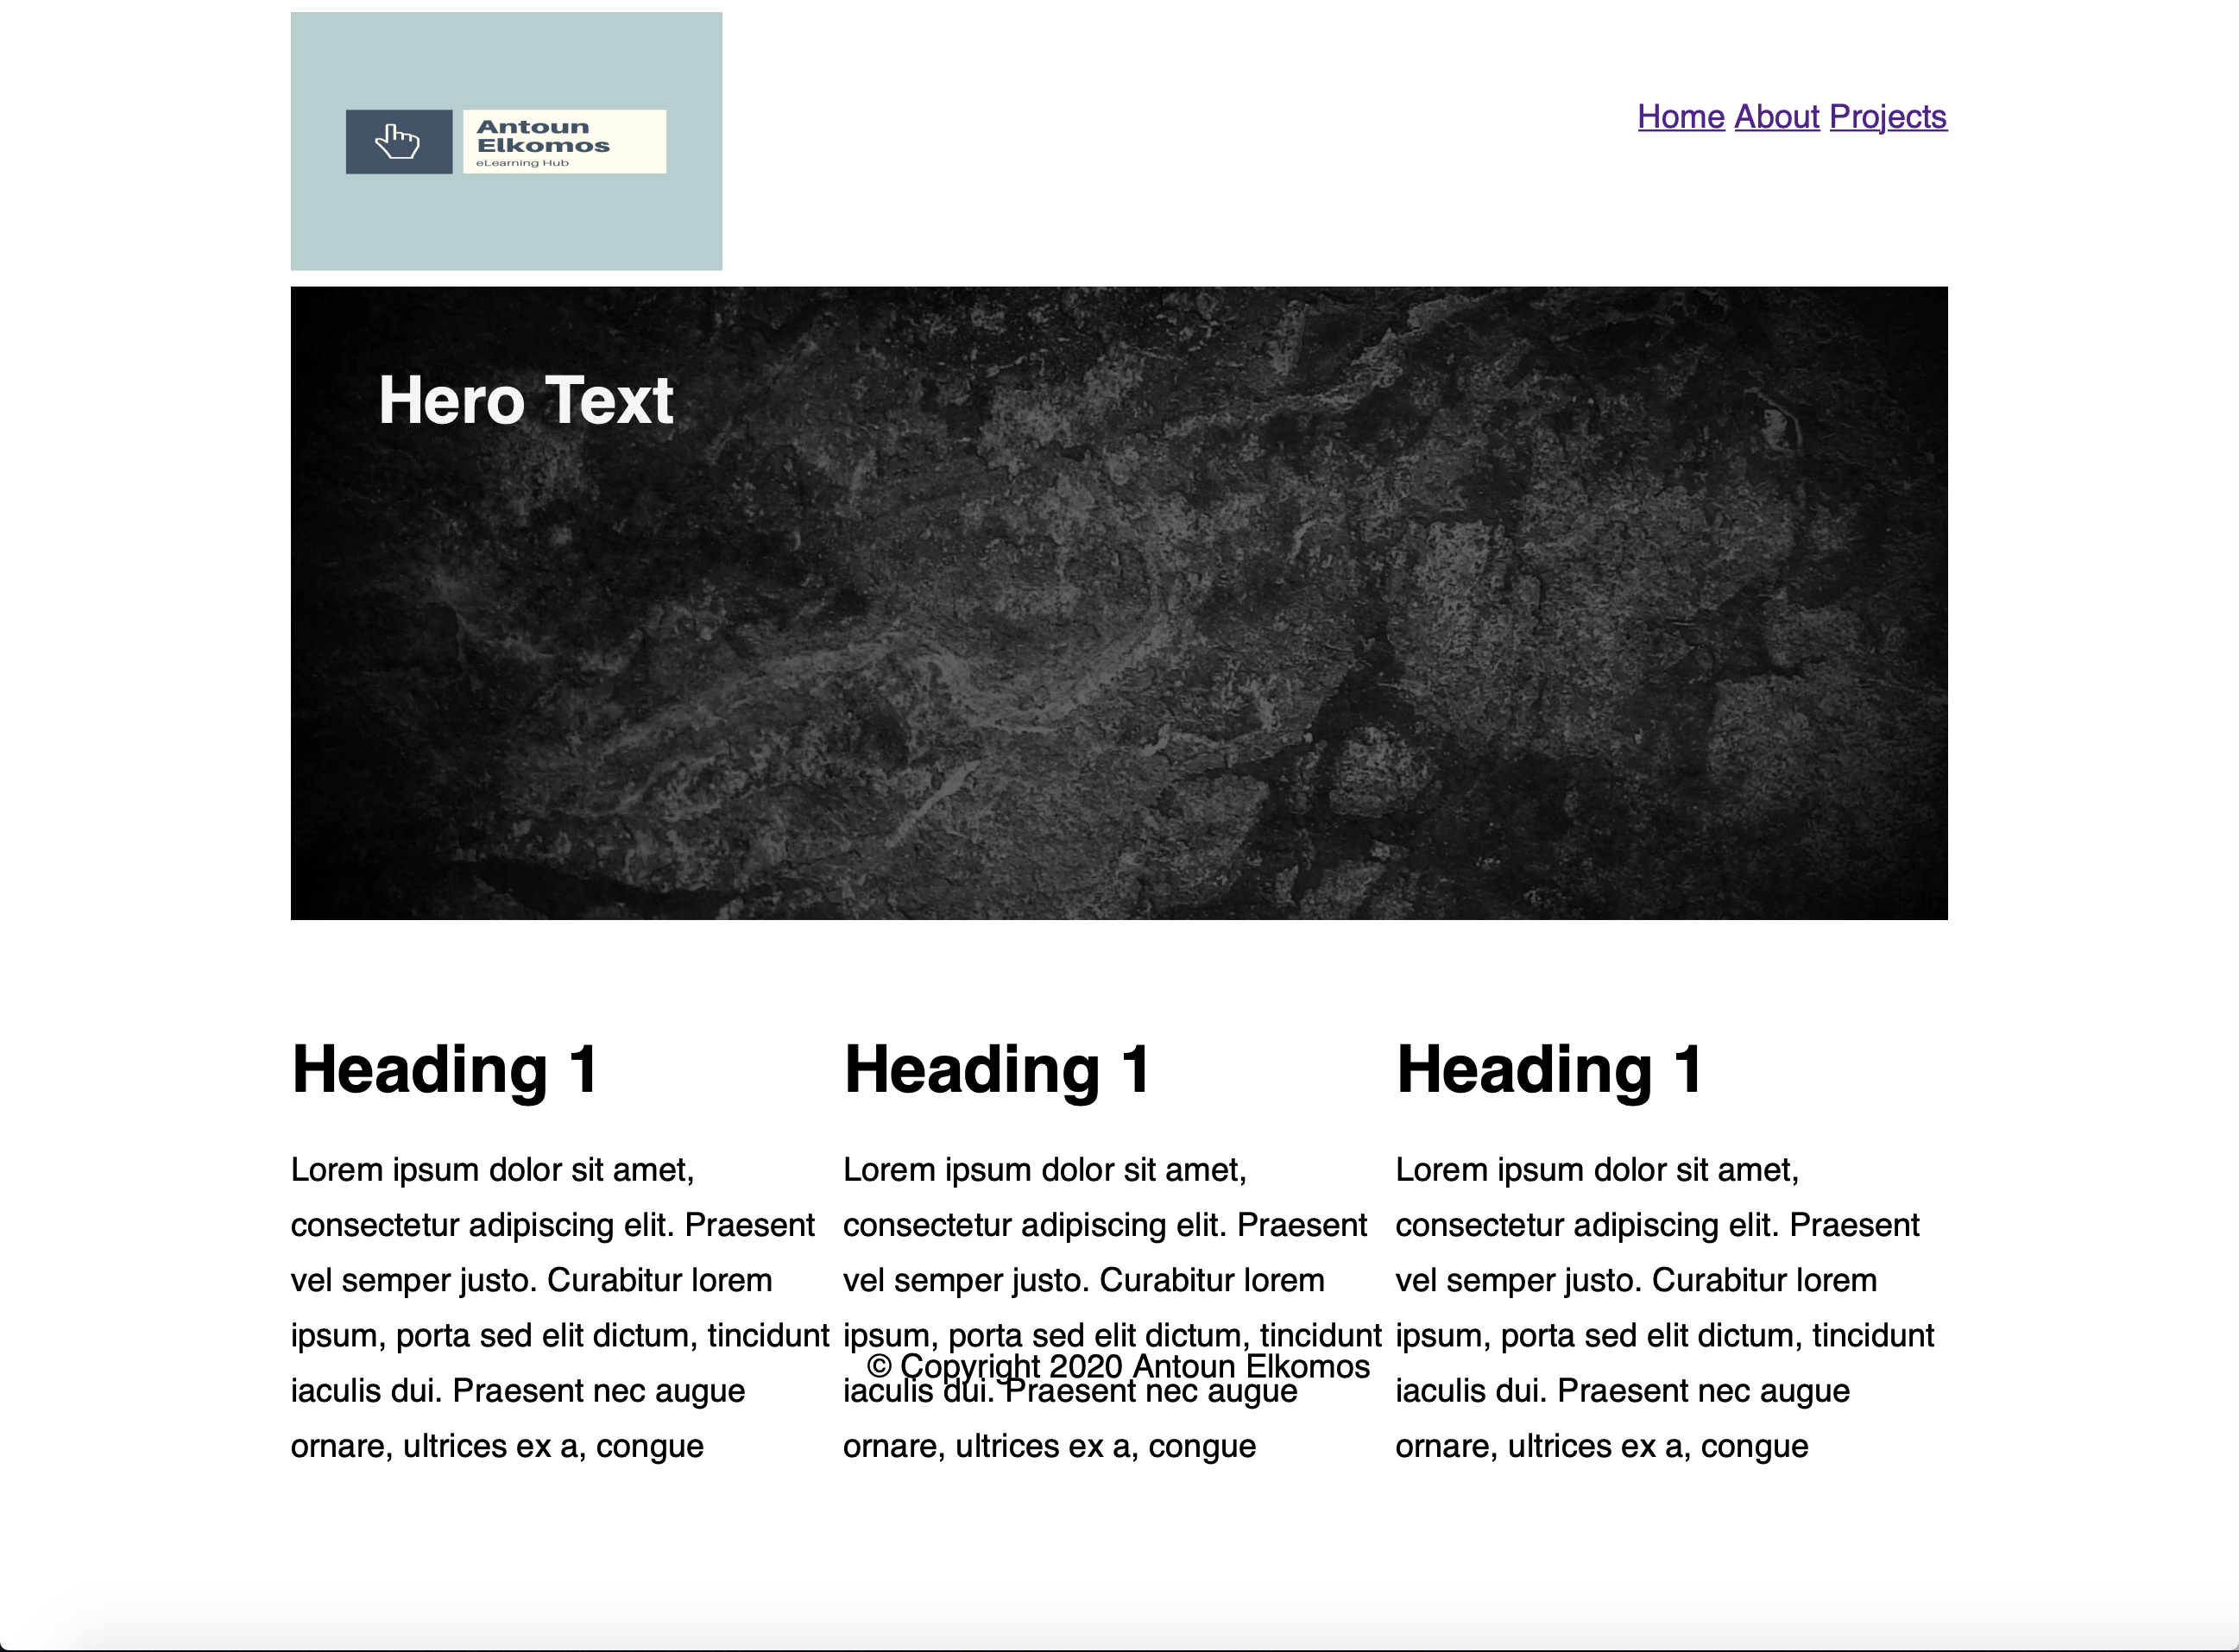 Antoun
Elkomos
eLearning Hub
Home About Projects
Hero Text
Heading 1
Lorem ipsum dolor sit amet,
consectetur adipiscing elit. Praesent
vel semper justo. Curabitur lorem
ipsum, porta sed elit dictum, tincidunt
iaculis dui. Praesent nec augue
ornare, ultrices ex a, congue
Heading 1
Lorem ipsum dolor sit amet,
consectetur adipiscing elit. Praesent
vel semper justo. Curabitur lorem
ipsum, porta sed elit dictum, tincidunt
iaculis dui. Praesent nec augue
ornare, ultrices ex a, congue
Heading 1
Lorem ipsum dolor sit amet,
consectetur adipiscing elit. Praesent
vel semper justo. Curabitur lorem
ipsum, porta sed elit dictum, tincidunt
iaculis dui. Praesent nec augue
ornare, ultrices ex a, congue
© Copyright 2020 Antoun Elkomos